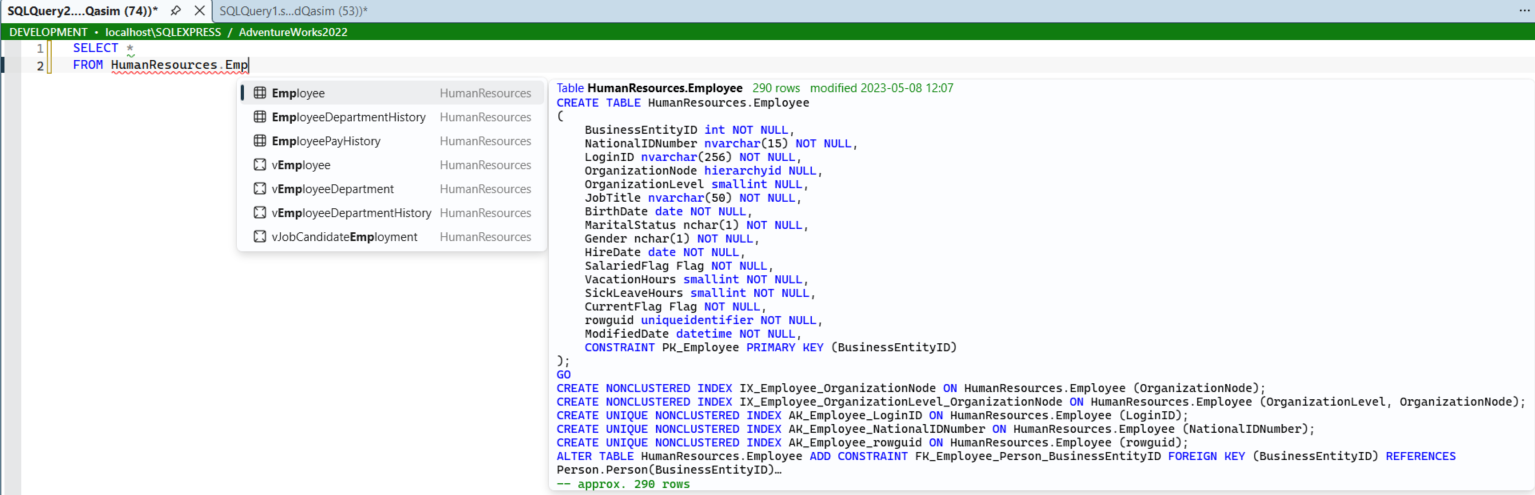 SQLQuery2....Qasim (74))* SQLQuery1.s...dQasim (53))*
DEVELOPMENT • localhost\SQLEXPRESS / AdventureWorks2022
1 SELECT *
2 FROM HumanResources.Emp
Employee HumanResources
EmployeeDepartmentHistory HumanResources
EmployeePayHistory HumanResources
vEmployee HumanResources
vEmployeeDepartment HumanResources
vEmployeeDepartmentHistory HumanResources
vJobCandidateEmployment HumanResources
Table HumanResources.Employee 290 rows modified 2023-05-08 12:07
CREATE TABLE HumanResources.Employee
(
BusinessEntityID int NOT NULL,
NationalIDNumber nvarchar(15) NOT NULL,
LoginID nvarchar(256) NOT NULL,
OrganizationNode hierarchyid NULL,
OrganizationLevel smallint NULL,
JobTitle nvarchar(50) NOT NULL,
BirthDate date NOT NULL,
MaritalStatus nchar(1) NOT NULL,
Gender nchar(1) NOT NULL,
HireDate date NOT NULL,
SalariedFlag Flag NOT NULL,
VacationHours smallint NOT NULL,
SickLeaveHours smallint NOT NULL,
CurrentFlag Flag NOT NULL,
rowguid uniqueidentifier NOT NULL,
ModifiedDate datetime NOT NULL,
CONSTRAINT PK_Employee PRIMARY KEY (BusinessEntityID)
);
GO
CREATE NONCLUSTERED INDEX IX_Employee_OrganizationNode ON HumanResources.Employee (OrganizationNode);
CREATE NONCLUSTERED INDEX IX_Employee_OrganizationLevel_OrganizationNode ON HumanResources.Employee (OrganizationLevel, OrganizationNode);
CREATE UNIQUE NONCLUSTERED INDEX AK_Employee_LoginID ON HumanResources.Employee (LoginID);
CREATE UNIQUE NONCLUSTERED INDEX AK_Employee_NationalIDNumber ON HumanResources.Employee (NationalIDNumber);
CREATE UNIQUE NONCLUSTERED INDEX AK_Employee_rowguid ON HumanResources.Employee (rowguid);
ALTER TABLE HumanResources.Employee ADD CONSTRAINT FK_Employee_Person_BusinessEntityID FOREIGN KEY (BusinessEntityID) REFERENCES
Person.Person(BusinessEntityID)…
-- approx. 290 rows